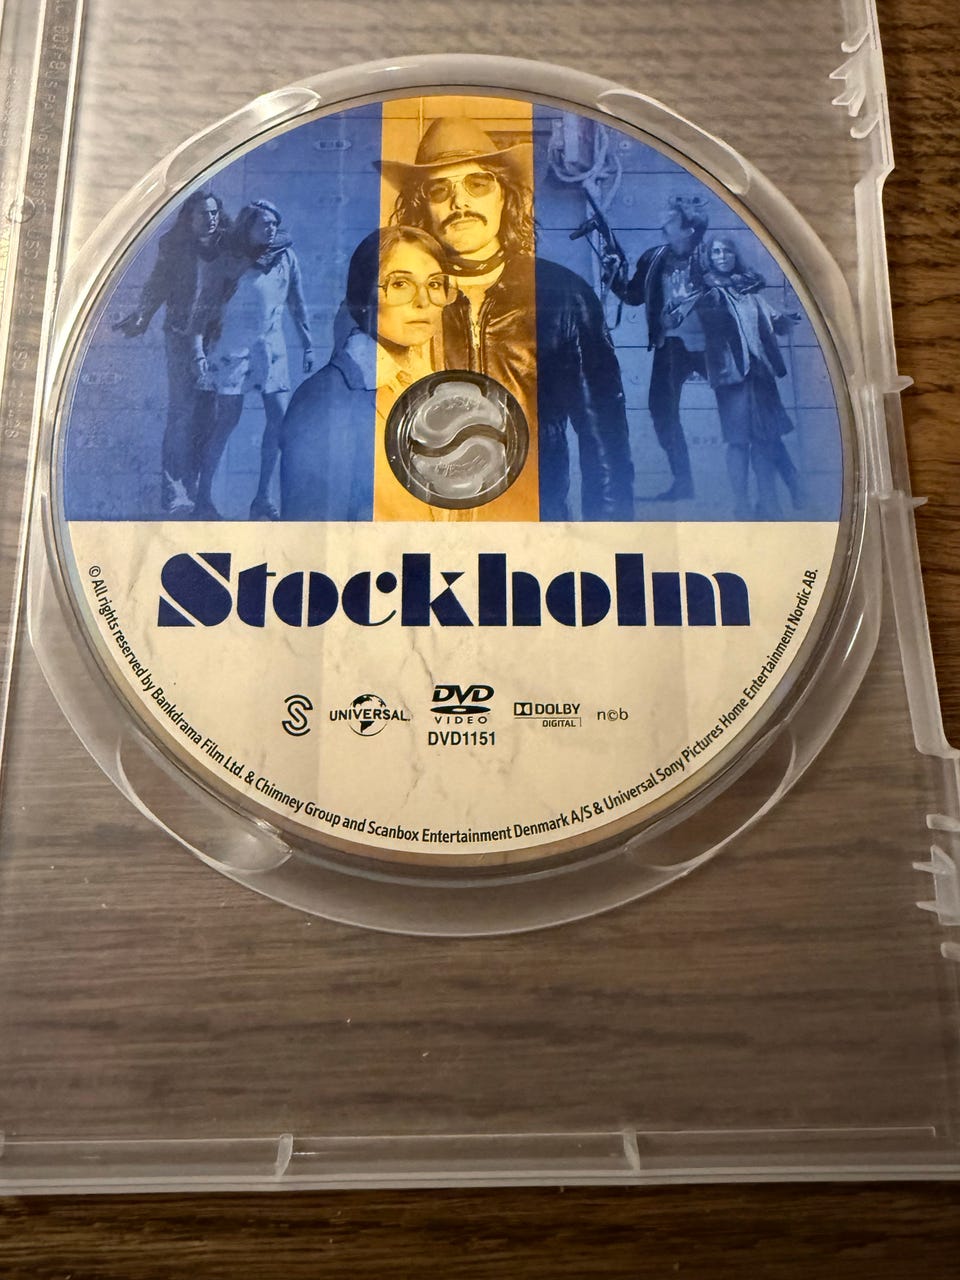 Stockholm
S
UNIVERSAL
DVD
VIDEO
DVD1151
DOLBY
DIGITAL
n©b
© All rights reserved by Bankdrama Film Ltd. & Chimney Group and Scanbox Entertainment Denmark A/S & Universal Sony Pictures Home Entertainment Nordic AB.